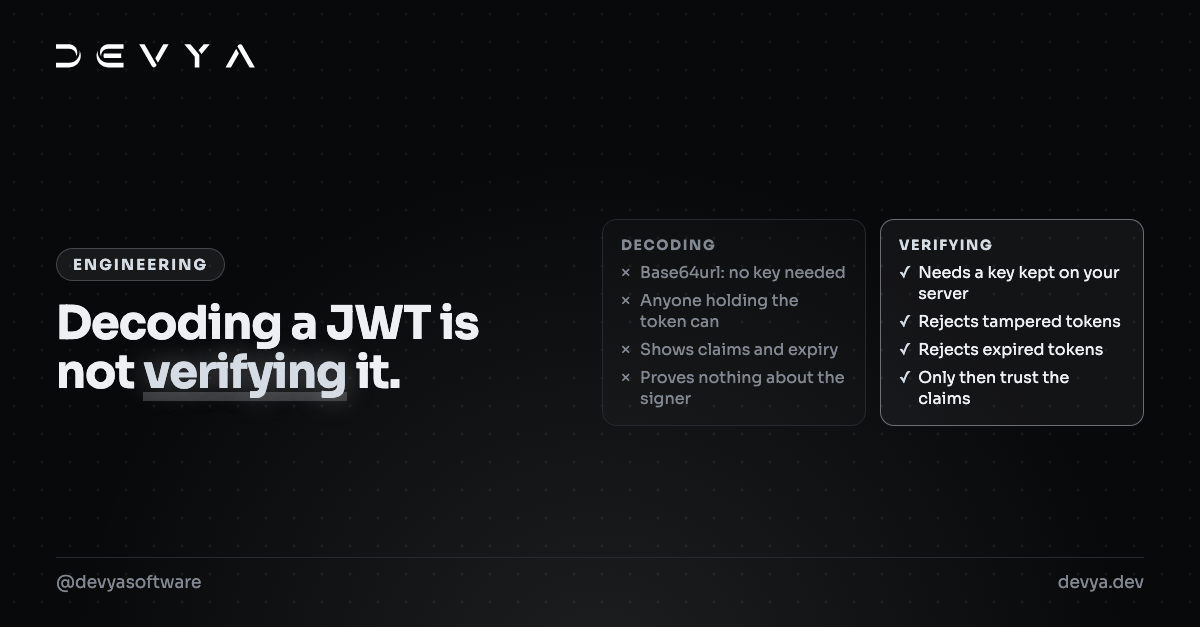 DEVYA
ENGINEERING
Decoding a JWT is
not verifying it.
DECODING
× Base64url: no key needed
× Anyone holding the
token can
× Shows claims and expiry
× Proves nothing about the
signer
VERIFYING
✓ Needs a key kept on your
server
✓ Rejects tampered tokens
✓ Rejects expired tokens
✓ Only then trust the
claims
@devyasoftware
devya.dev